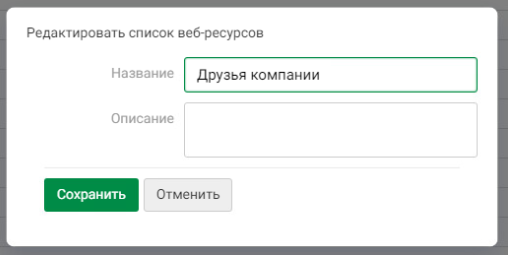 Редактировать список веб-ресурсов
Название Друзья компании
Описание
Сохранить Отменить